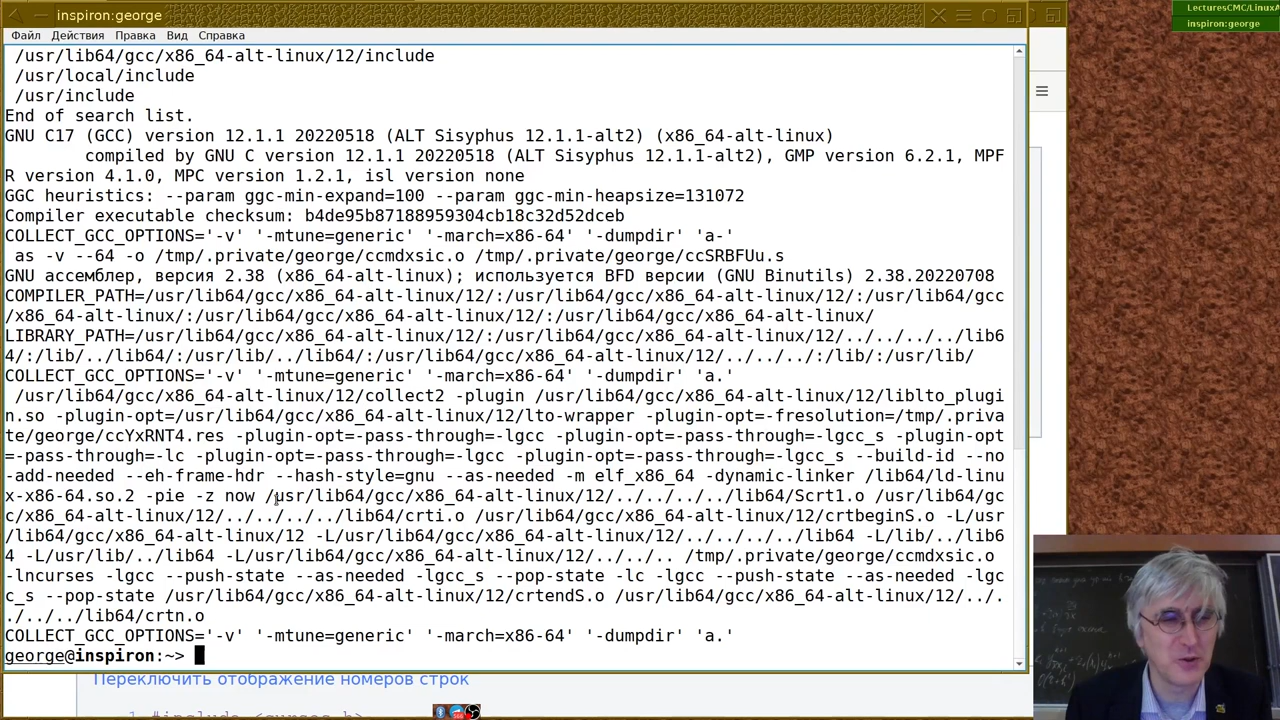 inspiron:george
LecturesCMC/LinuxA
inspiron:george
Файл Действия Правка Вид Справка
/usr/lib64/gcc/x86_64-alt-linux/12/include
/usr/local/include
/usr/include
End of search list.
GNU C17 (GCC) version 12.1.1 20220518 (ALT Sisyphus 12.1.1-alt2) (x86_64-alt-linux)
compiled by GNU C version 12.1.1 20220518 (ALT Sisyphus 12.1.1-alt2), GMP version 6.2.1, MPF
R version 4.1.0, MPC version 1.2.1, isl version none
GGC heuristics: --param ggc-min-expand=100 --param ggc-min-heapsize=131072
Compiler executable checksum: b4de95b87188959304cb18c32d52dceb
COLLECT_GCC_OPTIONS='-v' '-mtune=generic' '-march=x86-64' '-dumpdir' 'a-'
as -v --64 -o /tmp/.private/george/ccmdxsic.o /tmp/.private/george/ccSRBFUu.s
GNU ассемблер, версия 2.38 (x86_64-alt-linux); используется BFD версии (GNU Binutils) 2.38.20220708
COMPILER_PATH=/usr/lib64/gcc/x86_64-alt-linux/12/:/usr/lib64/gcc/x86_64-alt-linux/12/:/usr/lib64/gcc
/x86_64-alt-linux/:/usr/lib64/gcc/x86_64-alt-linux/12/:/usr/lib64/gcc/x86_64-alt-linux/
LIBRARY_PATH=/usr/lib64/gcc/x86_64-alt-linux/12/:/usr/lib64/gcc/x86_64-alt-linux/12/../../../../lib6
4/:/lib/../lib64/:/usr/lib/../lib64/:/usr/lib64/gcc/x86_64-alt-linux/12/../../../:/lib/:/usr/lib/
COLLECT_GCC_OPTIONS='-v' '-mtune=generic' '-march=x86-64' '-dumpdir' 'a.'
/usr/lib64/gcc/x86_64-alt-linux/12/collect2 -plugin /usr/lib64/gcc/x86_64-alt-linux/12/liblto_plugi
n.so -plugin-opt=/usr/lib64/gcc/x86_64-alt-linux/12/lto-wrapper -plugin-opt=-fresolution=/tmp/.priva
te/george/ccYxRNT4.res -plugin-opt=-pass-through=-lgcc -plugin-opt=-pass-through=-lgcc_s -plugin-opt
=-pass-through=-lc -plugin-opt=-pass-through=-lgcc -plugin-opt=-pass-through=-lgcc_s --build-id --no
-add-needed --eh-frame-hdr --hash-style=gnu --as-needed -m elf_x86_64 -dynamic-linker /lib64/ld-linu
x-x86-64.so.2 -pie -z now /usr/lib64/gcc/x86_64-alt-linux/12/../../../../lib64/Scrt1.o /usr/lib64/gc
c/x86_64-alt-linux/12/../../../../lib64/crti.o /usr/lib64/gcc/x86_64-alt-linux/12/crtbeginS.o -L/usr
/lib64/gcc/x86_64-alt-linux/12 -L/usr/lib64/gcc/x86_64-alt-linux/12/../../../../lib64 -L/lib/../lib6
4 -L/usr/lib/../lib64 -L/usr/lib64/gcc/x86_64-alt-linux/12/../../.. /tmp/.private/george/ccmdxsic.o
-lncurses -lgcc --push-state --as-needed -lgcc_s --pop-state -lc -lgcc --push-state --as-needed -lgc
c_s --pop-state /usr/lib64/gcc/x86_64-alt-linux/12/crtendS.o /usr/lib64/gcc/x86_64-alt-linux/12/../.
./../../lib64/crtn.o
COLLECT_GCC_OPTIONS='-v' '-mtune=generic' '-march=x86-64' '-dumpdir' 'a.'
george@inspiron:~>
Переключить отображение номеров строк
1 #include <curses.h>